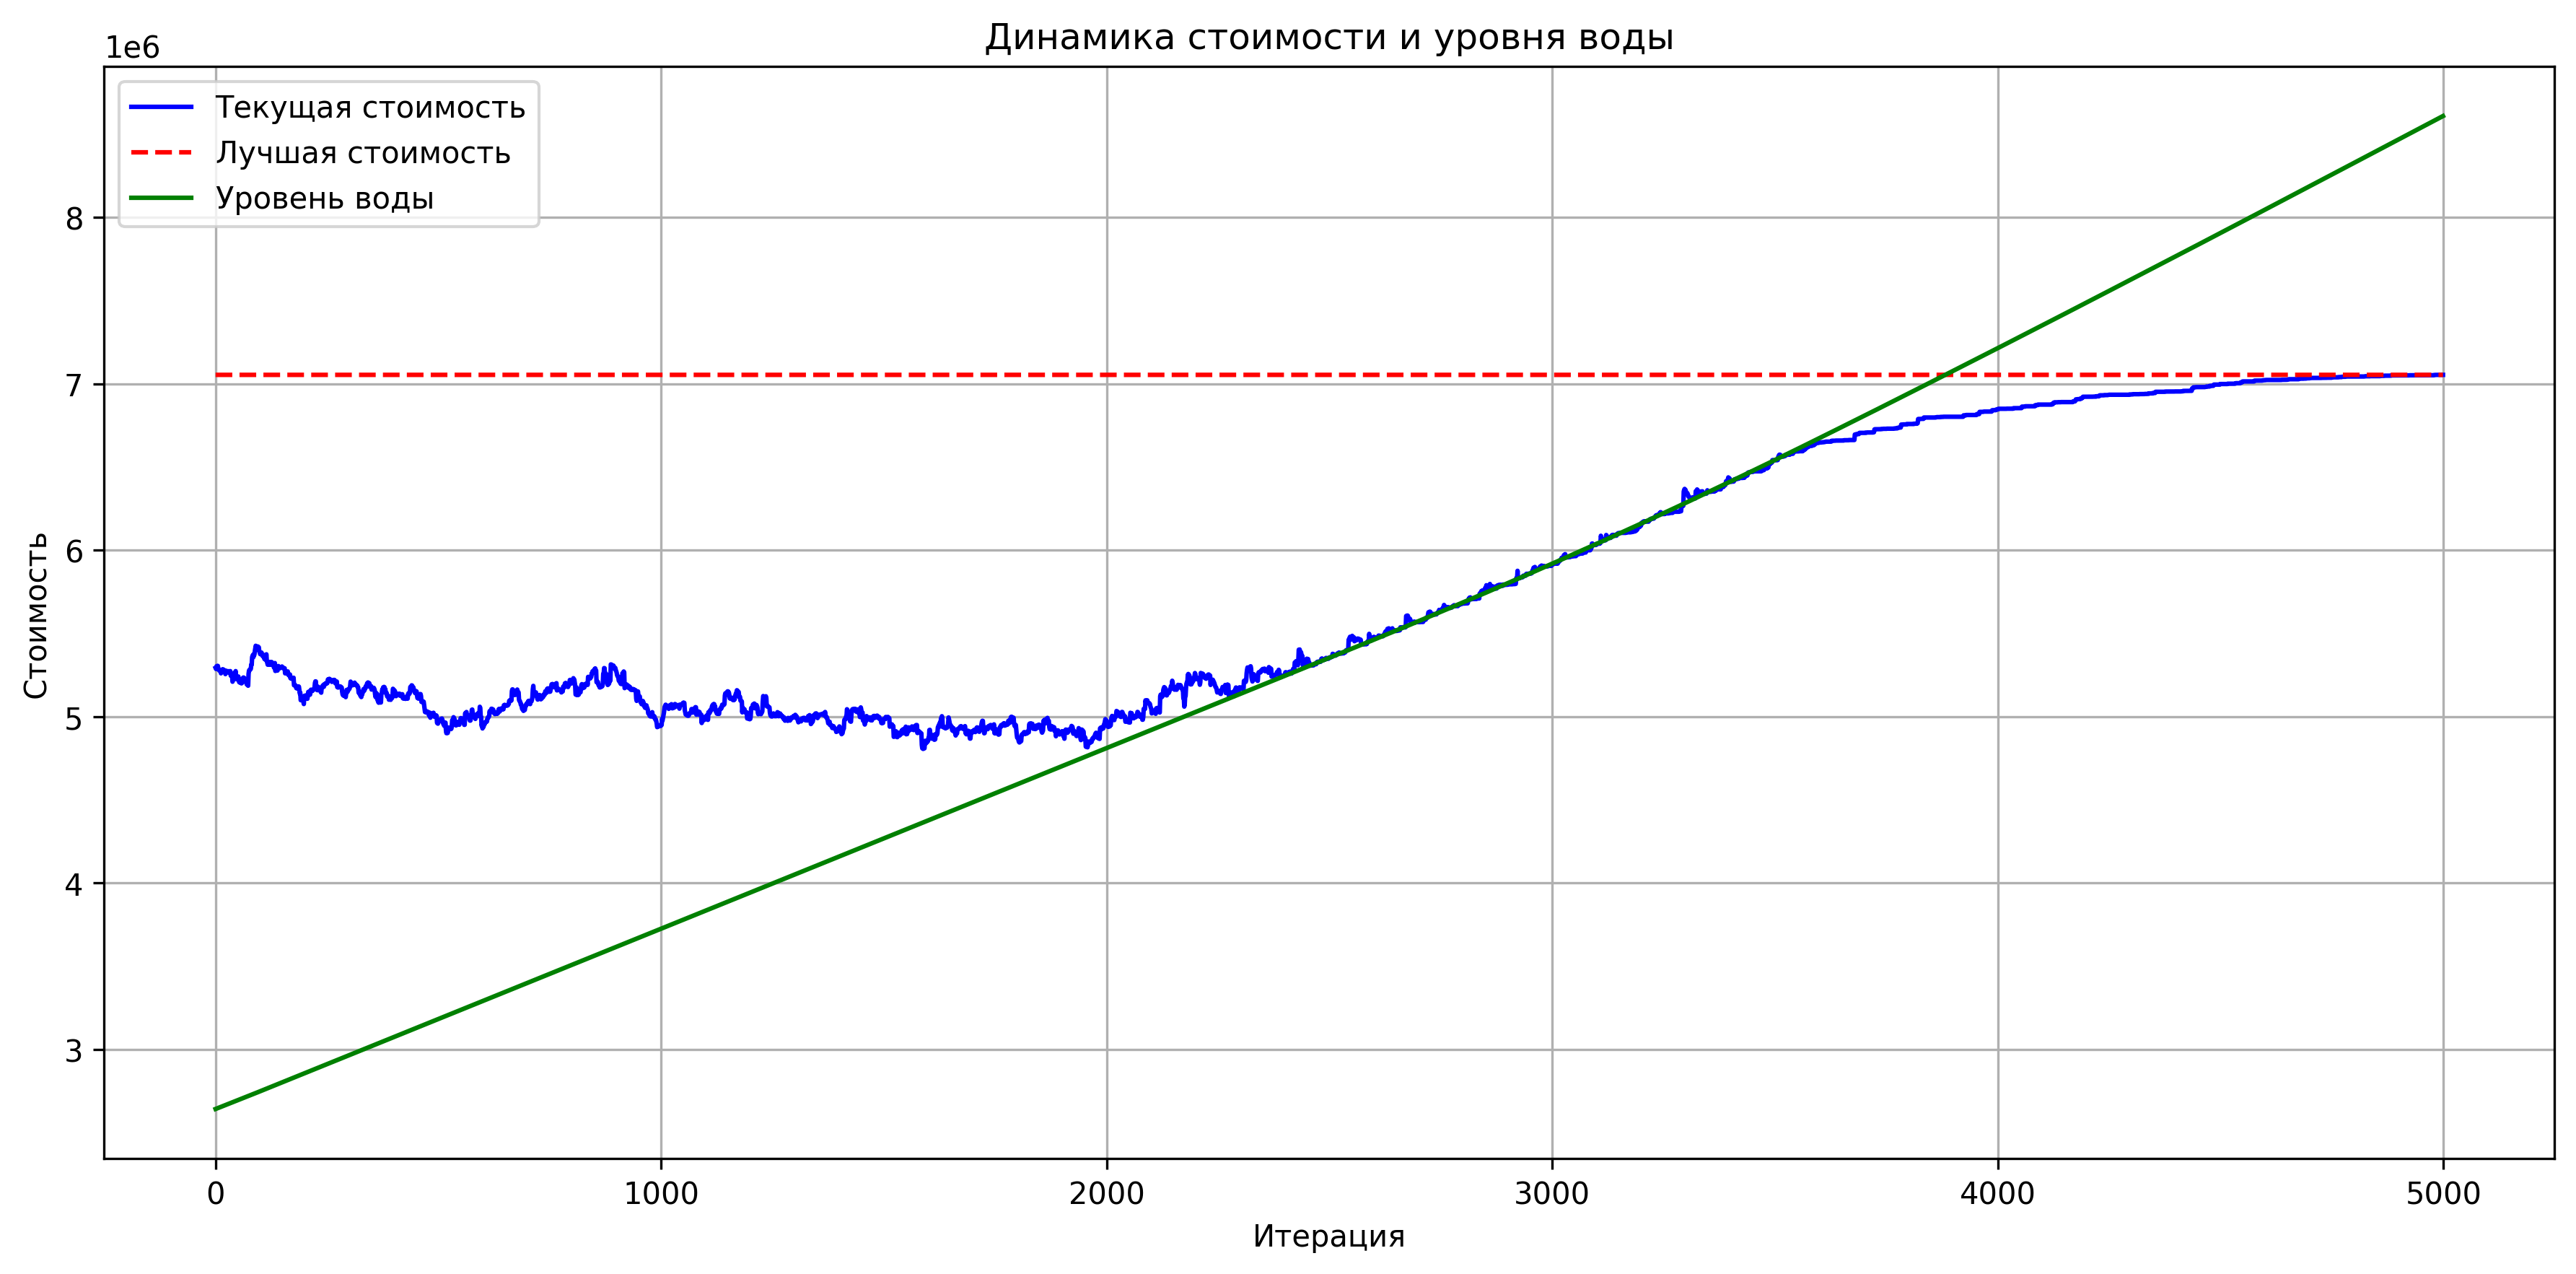 Динамика стоимости и уровня воды
1e6
Текущая стоимость
Лучшая стоимость
Уровень воды
Стоимость
8
7
6
5
4
3
0 1000 2000 3000 4000 5000
Итерация